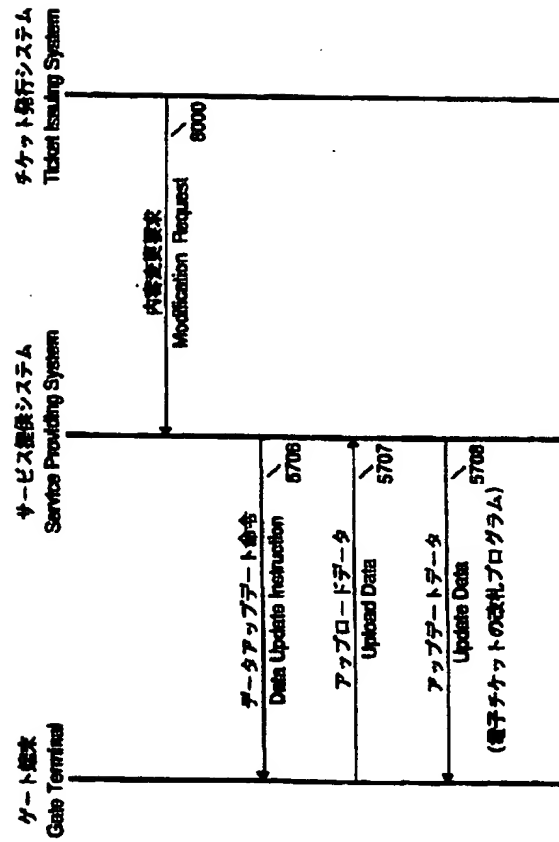 ゲート端末
Gate Terminal
サービス提供システム
Service Providing System
チケット発行システム
Ticket Issuing System
内容変更要求
Modification Request
8000
データアップデート命令
Data Update Instruction
5706
アップロードデータ
Upload Data
5707
アップデートデータ
Update Data
(電子チケットの改札プログラム)
5708